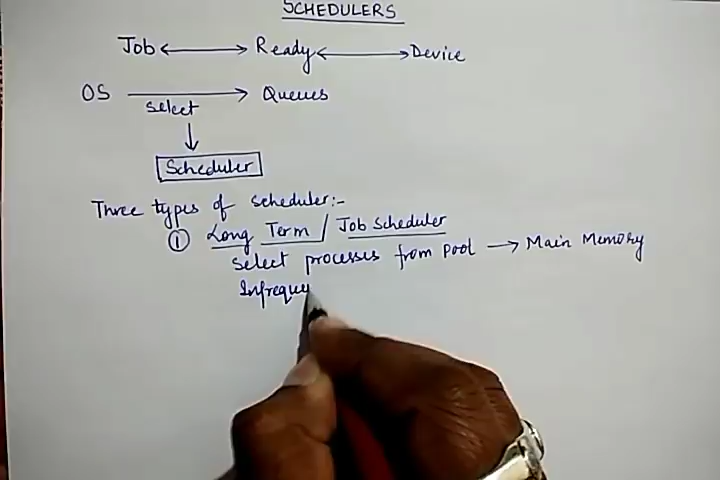 SCHEDULERS
Job ⟷ Ready ⟷ Device
OS ⟶ Queues
select
↓
Scheduler
Three types of scheduler:-
① Long Term / Job Scheduler
Select processes from Pool → Main Memory
Infreque